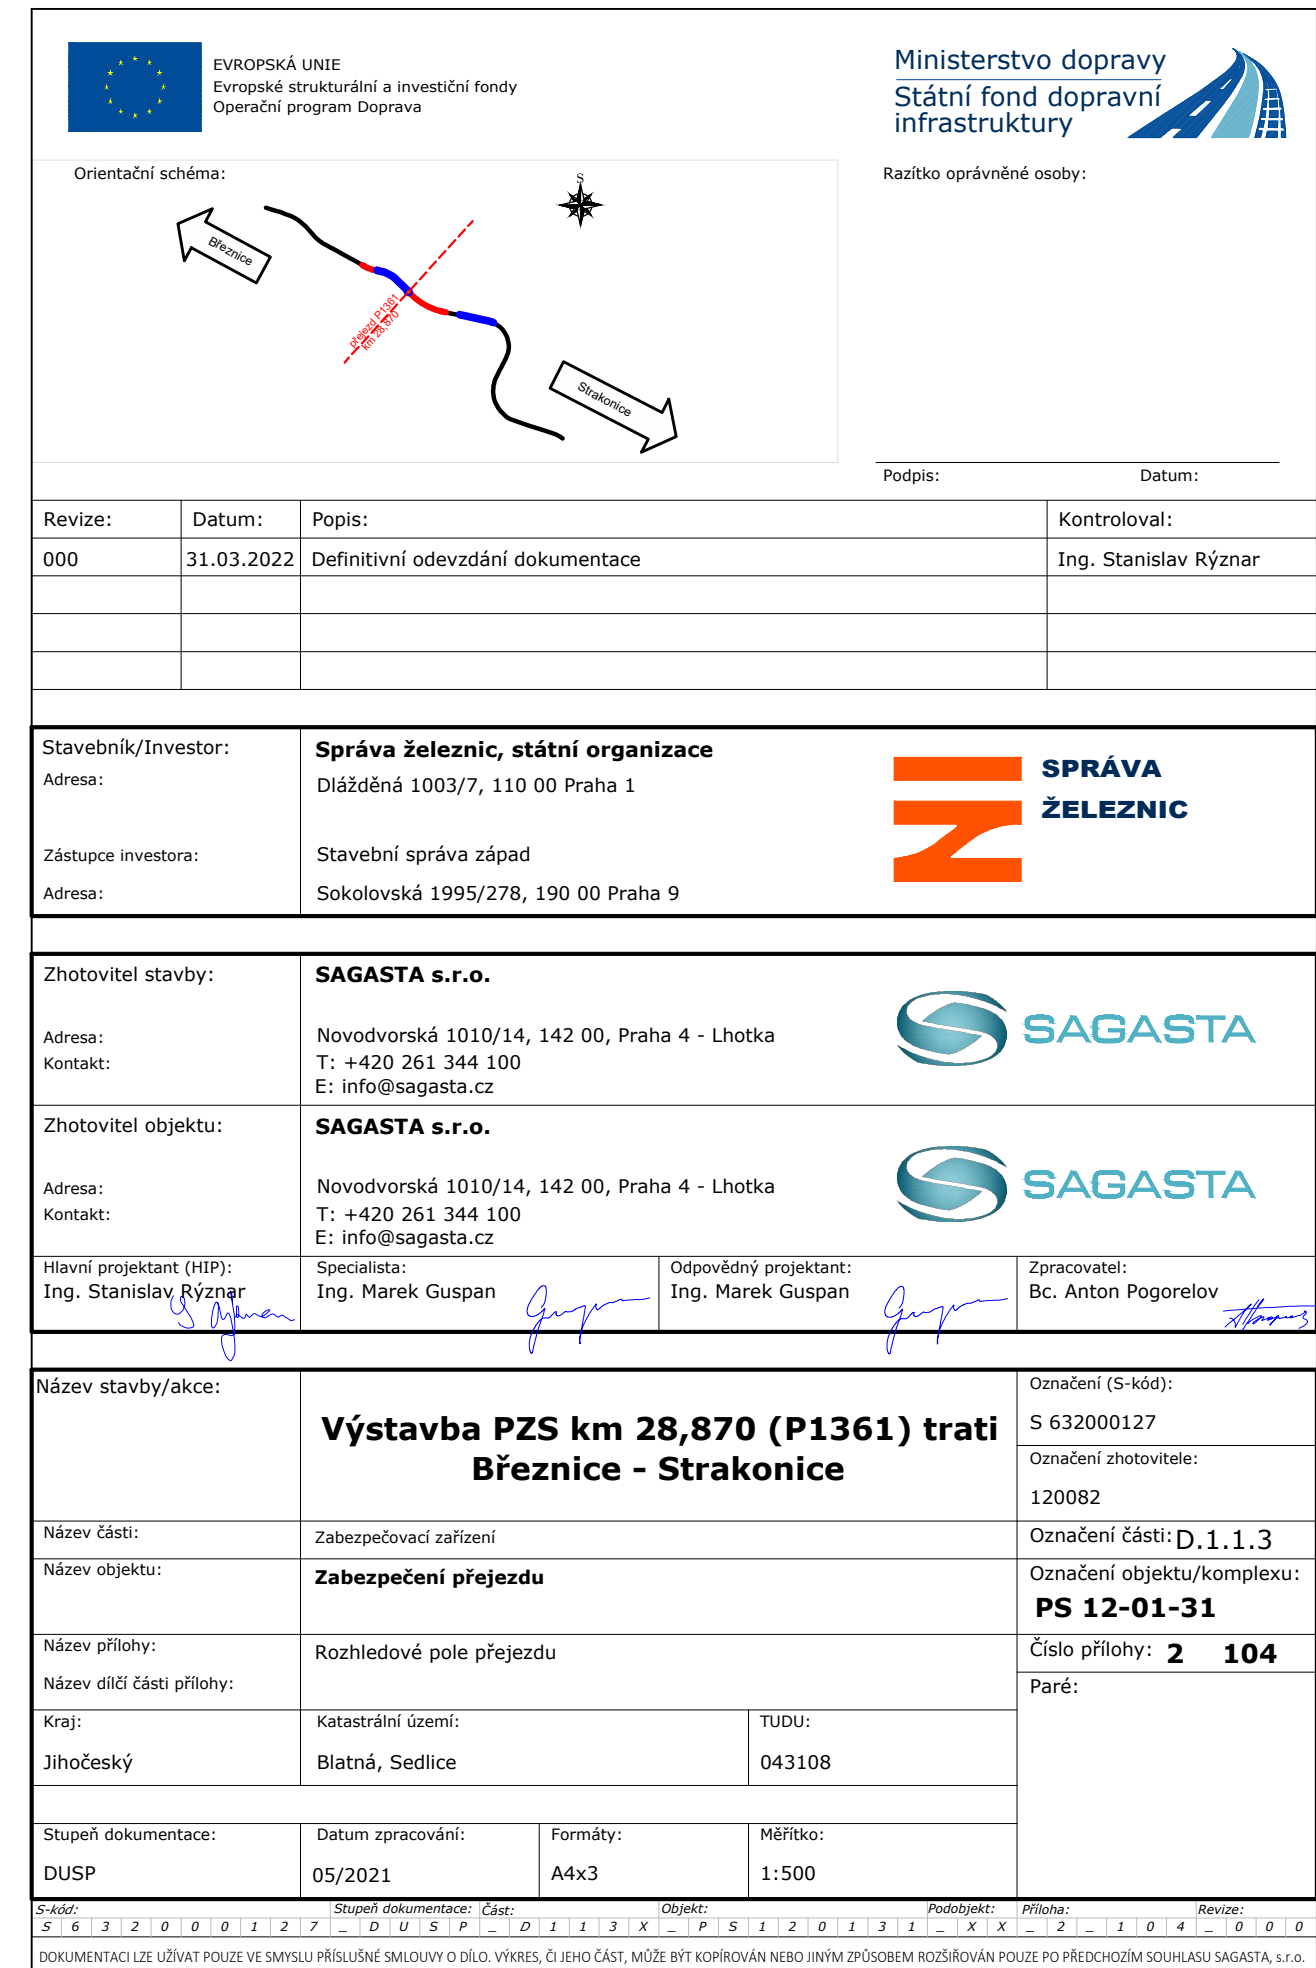 EVROPSKÁ UNIE
Evropské strukturální a investiční fondy
Operační program Doprava
Ministerstvo dopravy
Státní fond dopravní
infrastruktury
Orientační schéma:
S
Razítko oprávněné osoby:
Březnice
přejezd P1361
km 28,870
Strakonice
Podpis: Datum:
Revize: Datum: Popis: Kontroloval:
000 31.03.2022 Definitivní odevzdání dokumentace Ing. Stanislav Rýznar
Stavebník/Investor: Správa železnic, státní organizace
Adresa: Dlážděná 1003/7, 110 00 Praha 1
SPRÁVA
ŽELEZNIC
Zástupce investora: Stavební správa západ
Adresa: Sokolovská 1995/278, 190 00 Praha 9
Zhotovitel stavby: SAGASTA s.r.o.
SAGASTA
Adresa: Novodvorská 1010/14, 142 00, Praha 4 - Lhotka
Kontakt: T: +420 261 344 100
E: info@sagasta.cz
Zhotovitel objektu: SAGASTA s.r.o.
SAGASTA
Adresa: Novodvorská 1010/14, 142 00, Praha 4 - Lhotka
Kontakt: T: +420 261 344 100
E: info@sagasta.cz
Hlavní projektant (HIP): Specialista: Odpovědný projektant: Zpracovatel:
Ing. Stanislav Rýznar Ing. Marek Guspan Ing. Marek Guspan Bc. Anton Pogorelov
Název stavby/akce:
Výstavba PZS km 28,870 (P1361) trati
Březnice - Strakonice
Označení (S-kód):
S 632000127
Označení zhotovitele:
120082
Název části: Zabezpečovací zařízení Označení části: D.1.1.3
Název objektu: Zabezpečení přejezdu Označení objektu/komplexu:
PS 12-01-31
Název přílohy: Rozhledové pole přejezdu Číslo přílohy: 2 104
Název dílčí části přílohy: Paré:
Kraj: Katastrální území: TUDU:
Jihočeský Blatná, Sedlice 043108
Stupeň dokumentace: Datum zpracování: Formáty: Měřítko:
DUSP 05/2021 A4x3 1:500
S-kód: Stupeň dokumentace: Část: Objekt: Podobjekt: Příloha: Revize:
S 6 3 2 0 0 0 1 2 7 _ D U S P _ D 1 1 3 X _ P S 1 2 0 1 3 1 _ X X _ 2 _ 1 0 4 _ 0 0 0
DOKUMENTACI LZE UŽÍVAT POUZE VE SMYSLU PŘÍSLUŠNÉ SMLOUVY O DÍLO. VÝKRES, ČI JEHO ČÁST, MŮŽE BÝT KOPÍROVÁN NEBO JINÝM ZPŮSOBEM ROZŠIŘOVÁN POUZE PO PŘEDCHOZÍM SOUHLASU SAGASTA, s.r.o.